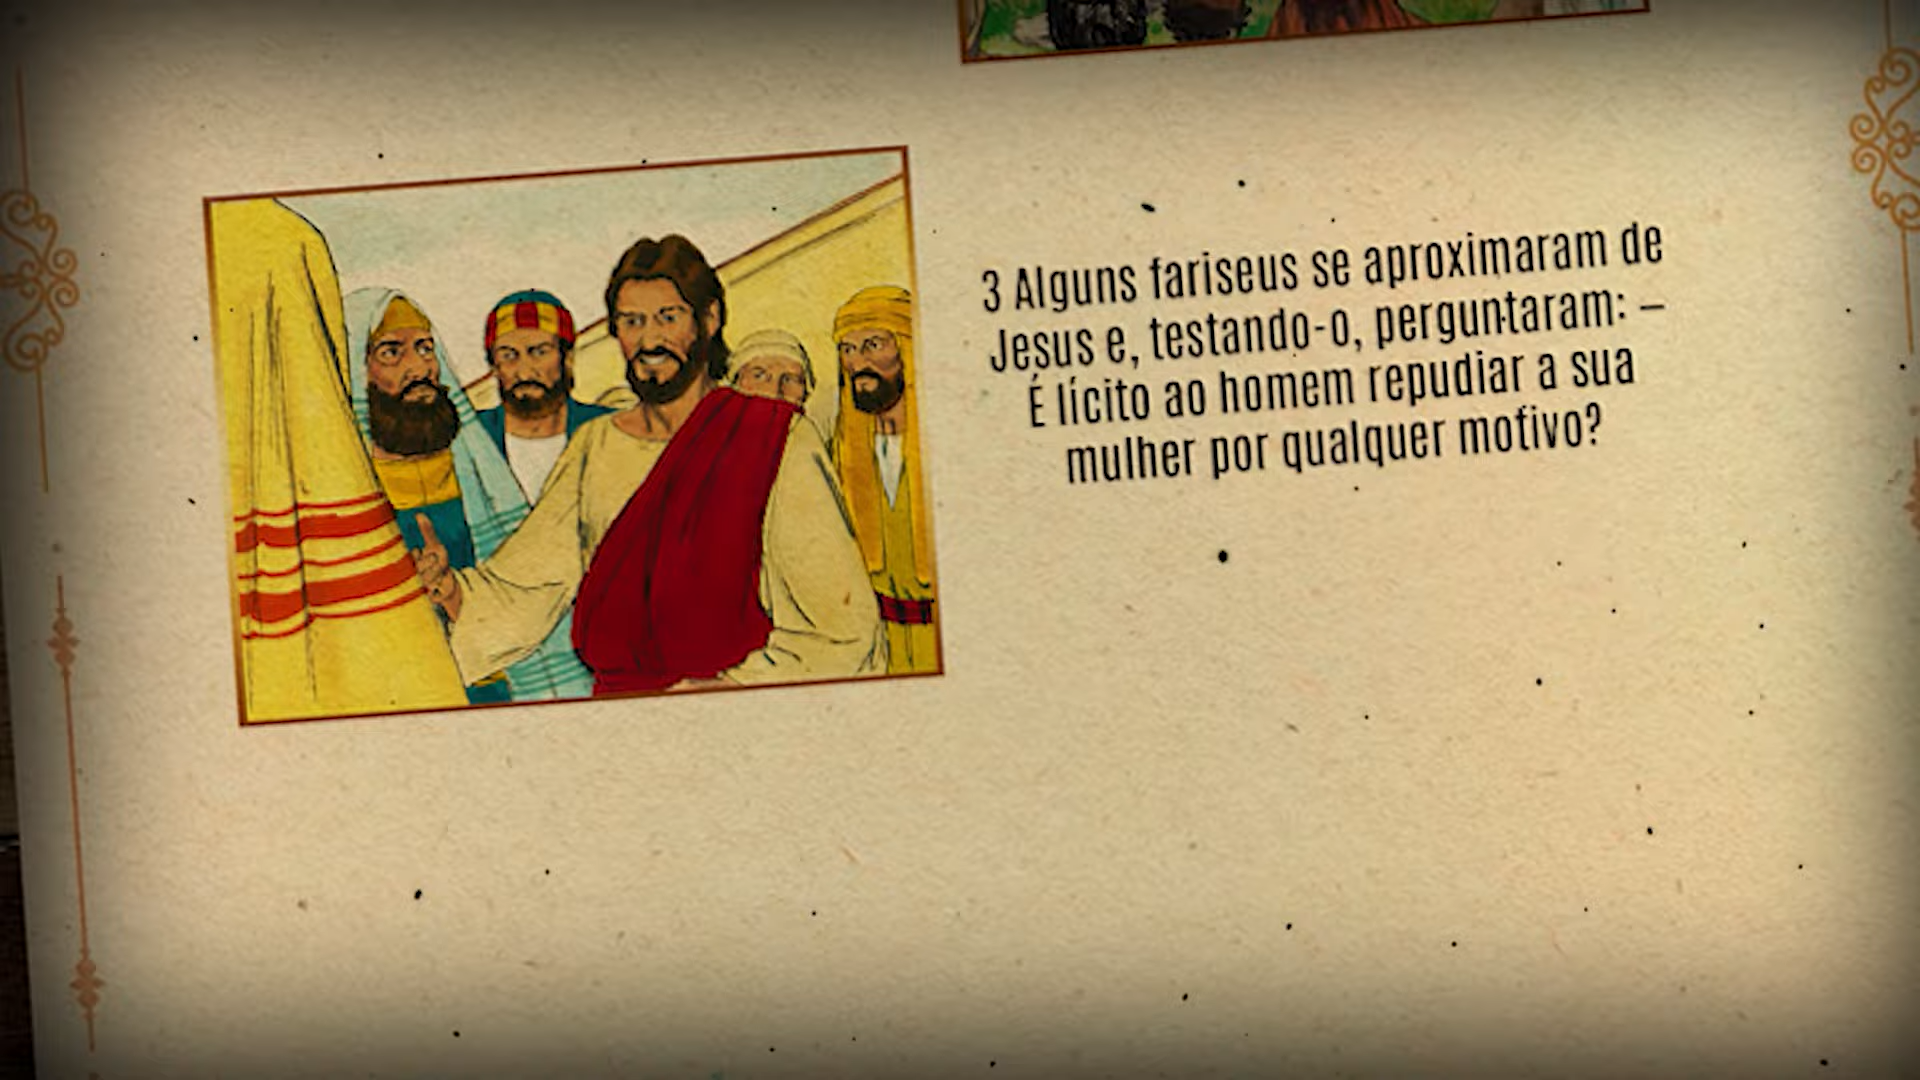 3 Alguns fariseus se aproximaram de
Jesus e, testando-o, perguntaram: –
É lícito ao homem repudiar a sua
mulher por qualquer motivo?